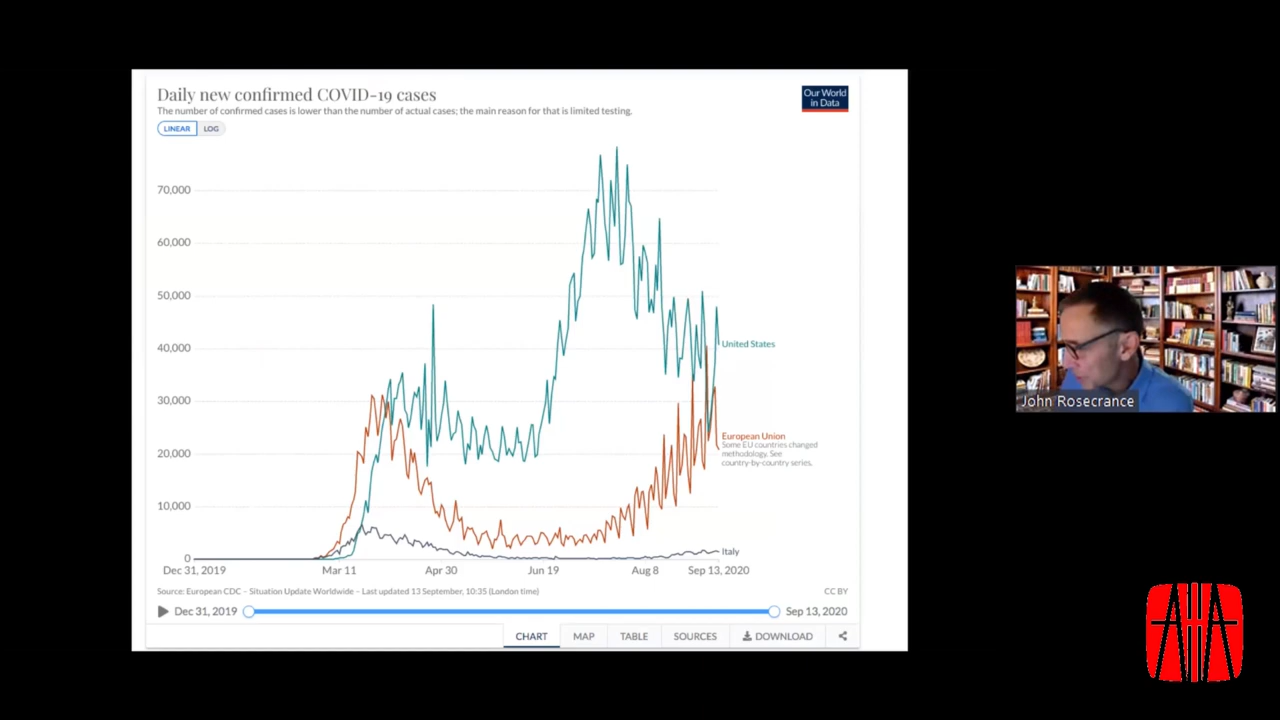 Daily new confirmed COVID-19 cases
The number of confirmed cases is lower than the number of actual cases; the main reason for that is limited testing.
Our World
in Data
LINEAR LOG
70,000
60,000
50,000
40,000
30,000
20,000
10,000
0
United States
European Union
Some EU countries changed
methodology. See
country-by-country series.
Italy
Dec 31, 2019 Mar 11 Apr 30 Jun 19 Aug 8 Sep 13, 2020
Source: European CDC – Situation Update Worldwide – Last updated 13 September, 10:35 (London time) CC BY
Dec 31, 2019 Sep 13, 2020
CHART MAP TABLE SOURCES DOWNLOAD
John Rosecrance
AHA